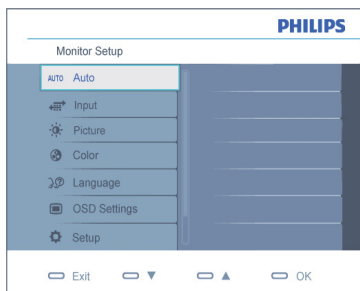 PHILIPS
Monitor Setup
AUTO Auto
Input
Picture
Color
Language
OSD Settings
Setup
Exit ▼ ▲ OK